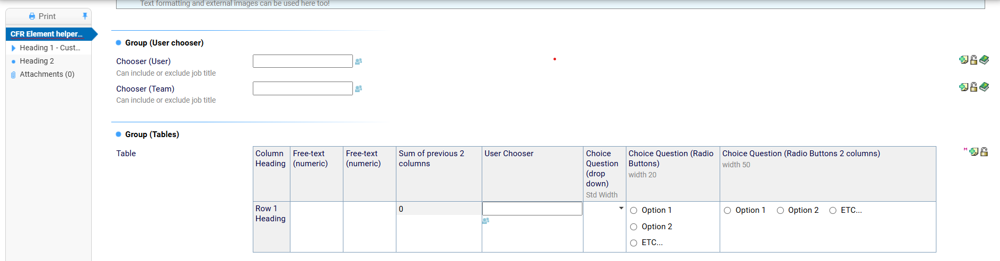 Text formatting and external images can be used here too!
Print
CFR Element helper...
Heading 1 - Cust...
Heading 2
Attachments (0)
Group (User chooser)
Chooser (User)
Can include or exclude job title
Chooser (Team)
Can include or exclude job title
Group (Tables)
Table
Column
Heading
Free-text
(numeric)
Free-text
(numeric)
Sum of previous 2
columns
User Chooser
Choice
Question
(drop
down)
Std Width
Choice Question (Radio
Buttons)
width 20
Choice Question (Radio Buttons 2 columns)
width 50
M
Row 1
Heading
0
Option 1
Option 2
ETC...
Option 1 Option 2 ETC...